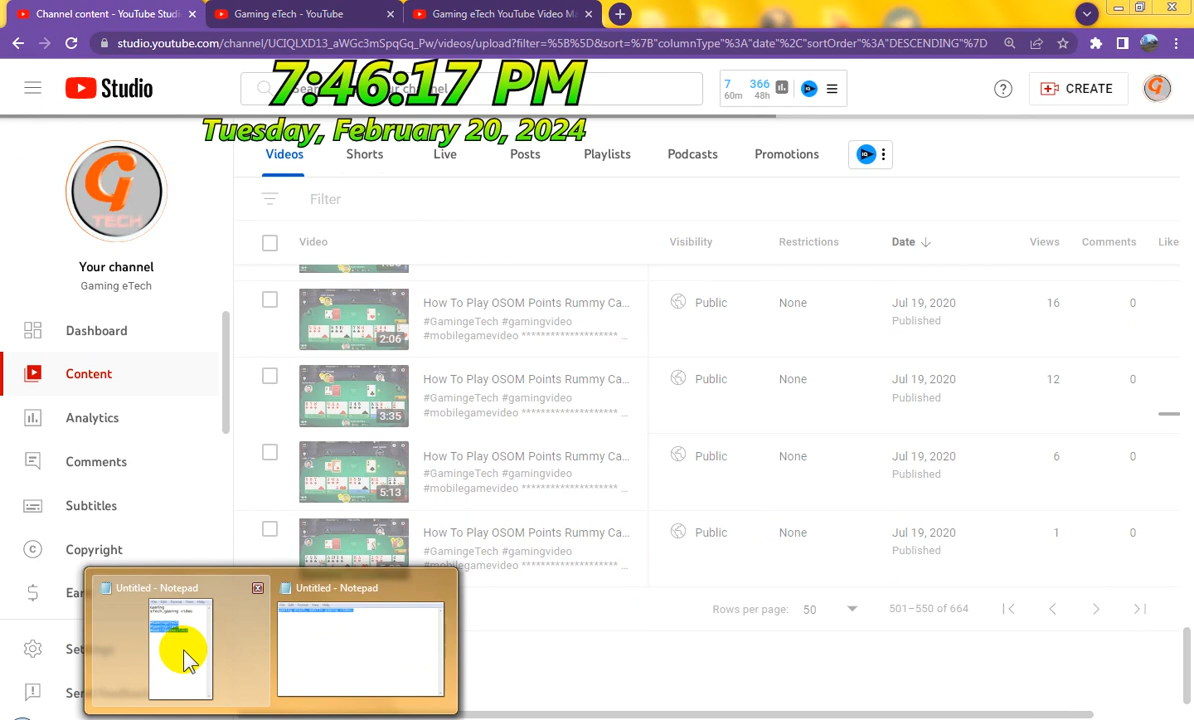 Channel content - YouTube Studi
Gaming eTech - YouTube
Gaming eTech YouTube Video Ma
studio.youtube.com/channel/UCIQLXD13_aWGc3mSpqGq_Pw/videos/upload?filter=%5B%5D&sort=%7B"columnType"%3A"date"%2C"sortOrder"%3A"DESCENDING"%7D
Studio
7:46:17 PM
Tuesday, February 20, 2024
7
60m
366
48h
CREATE
G
TECH
Your channel
Gaming eTech
Dashboard
Content
Analytics
Comments
Subtitles
Copyright
Videos
Shorts
Live
Posts
Playlists
Podcasts
Promotions
Filter
Video
Visibility
Restrictions
Date
Views
Comments
Like
How To Play OSOM Points Rummy Ca...
#GamingeTech #gamingvideo
#mobilegamevideo ******************* ...
2:06
Public
None
Jul 19, 2020
Published
16
0
How To Play OSOM Points Rummy Ca...
#GamingeTech #gamingvideo
#mobilegamevideo ******************* ...
3:35
Public
None
Jul 19, 2020
Published
12
0
How To Play OSOM Points Rummy Ca...
#GamingeTech #gamingvideo
#mobilegamevideo ******************* ...
5:13
Public
None
Jul 19, 2020
Published
6
0
How To Play OSOM Points Rummy Ca...
#GamingeTech #gamingvideo
#mobilegamevideo ******************* ...
Public
None
Jul 19, 2020
Published
1
0
Rows per page:
50
501–550 of 664
Untitled - Notepad
Untitled - Notepad